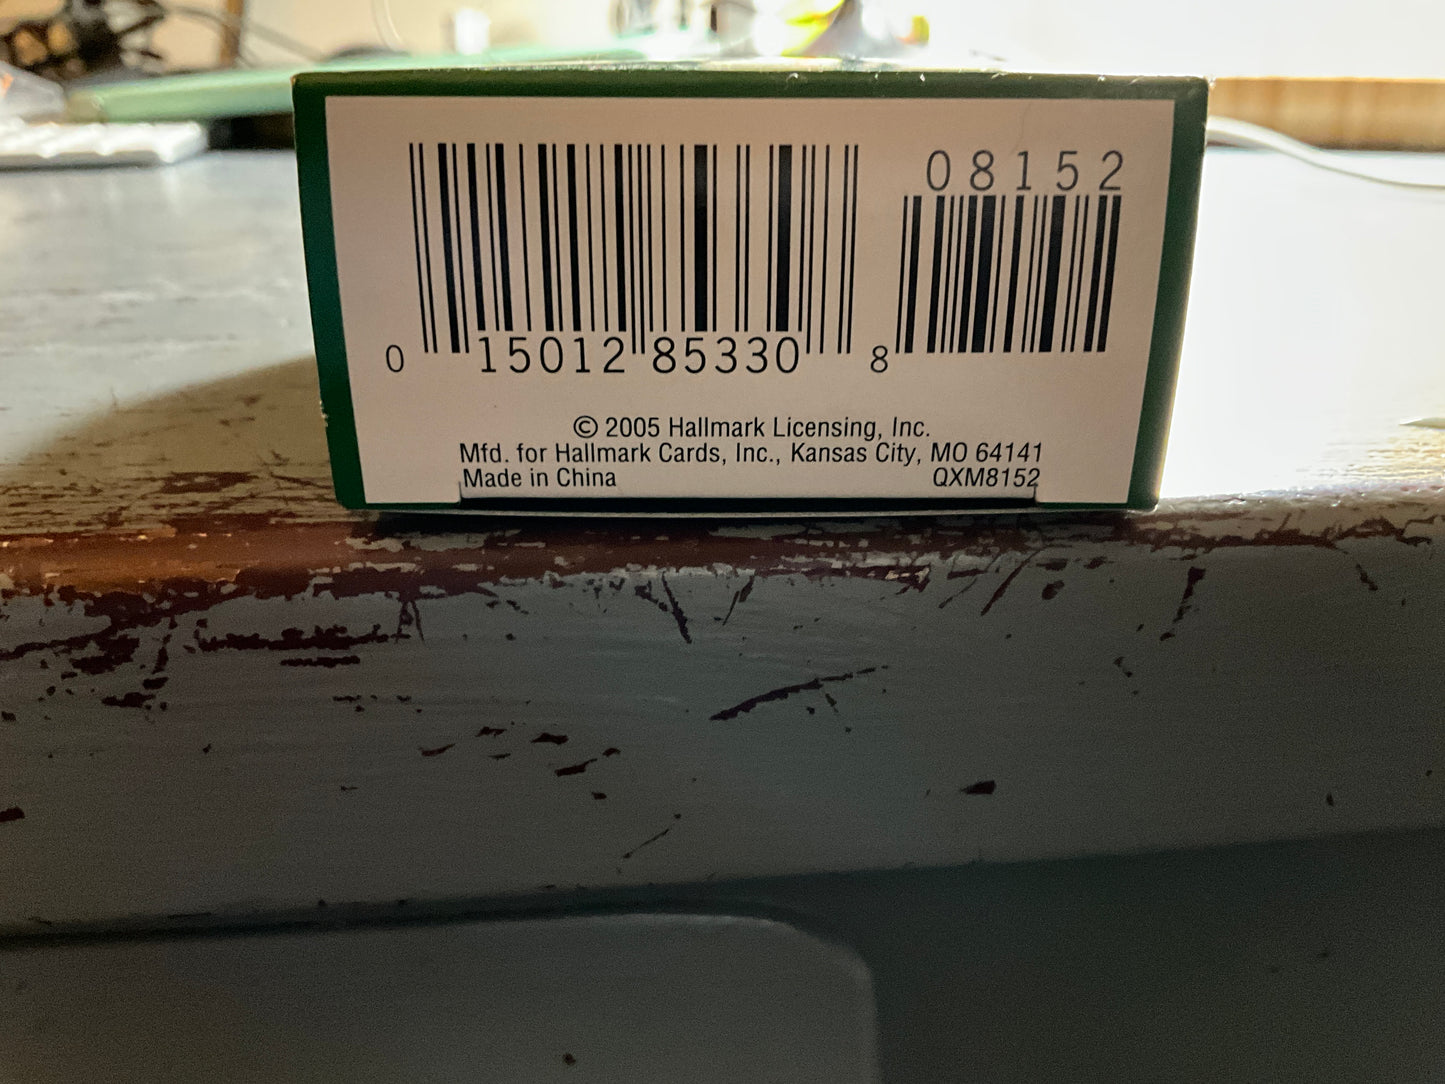 08152
0 15012 85330 8
© 2005 Hallmark Licensing, Inc.
Mfd. for Hallmark Cards, Inc., Kansas City, MO 64141
Made in China QXM8152